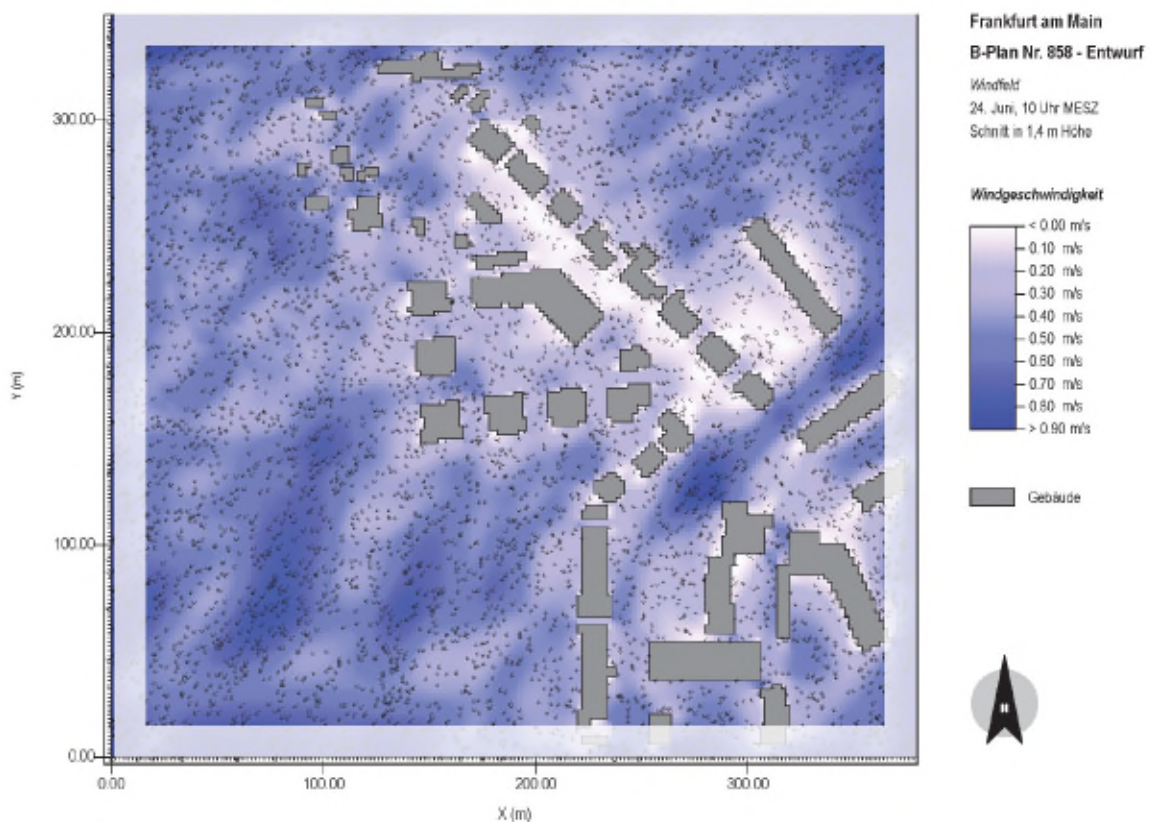 Frankfurt am Main
B-Plan Nr. 858 - Entwurf
Windfeld
24. Juni, 10 Uhr MESZ
Schnitt in 1,4 m Höhe
Windgeschwindigkeit
< 0.00 m/s
0.10 m/s
0.20 m/s
0.30 m/s
0.40 m/s
0.50 m/s
0.60 m/s
0.70 m/s
0.80 m/s
> 0.90 m/s
Gebäude
300.00
200.00
100.00
0.00
Y (m)
0.00 100.00 200.00 300.00
X (m)